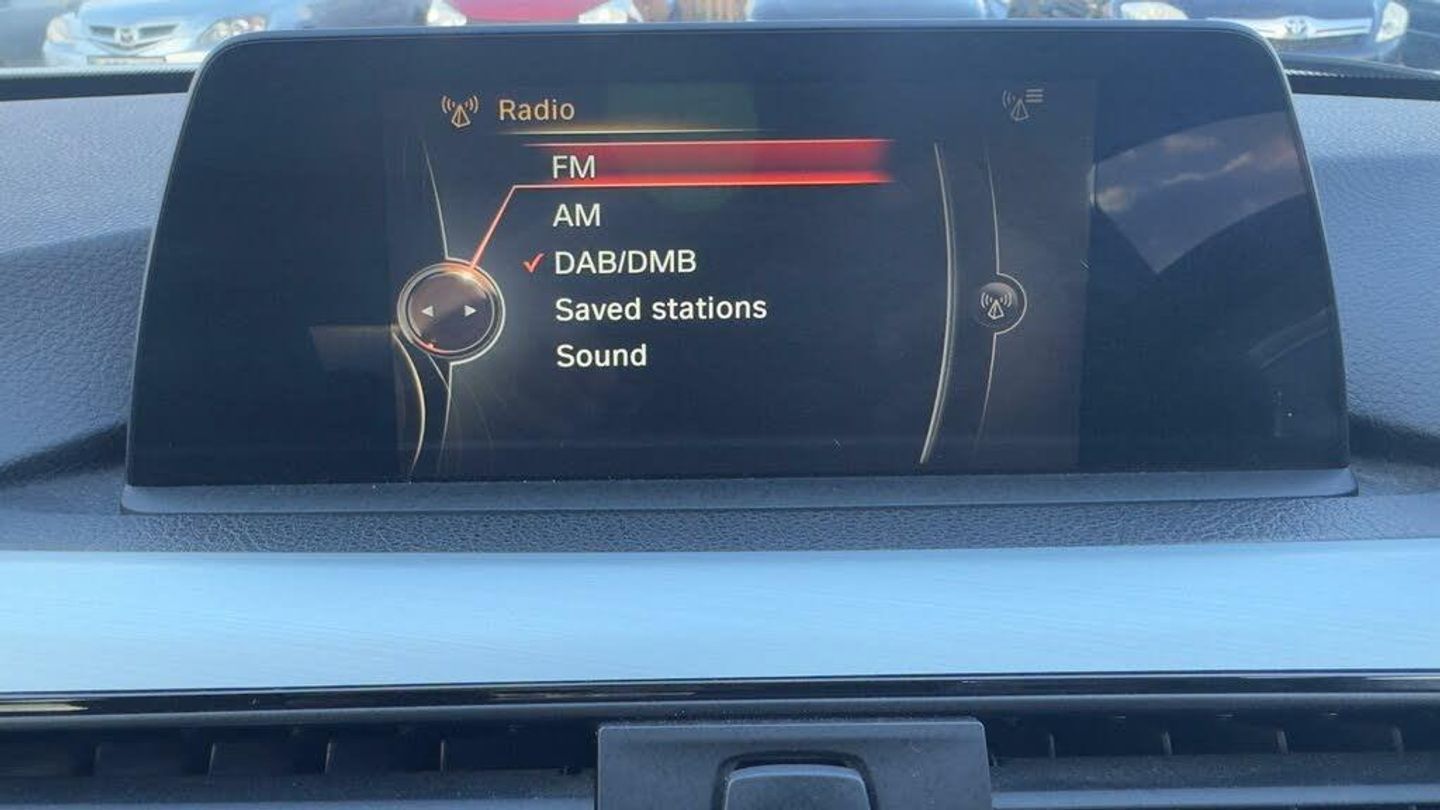 Radio
FM
AM
DAB/DMB
Saved stations
Sound